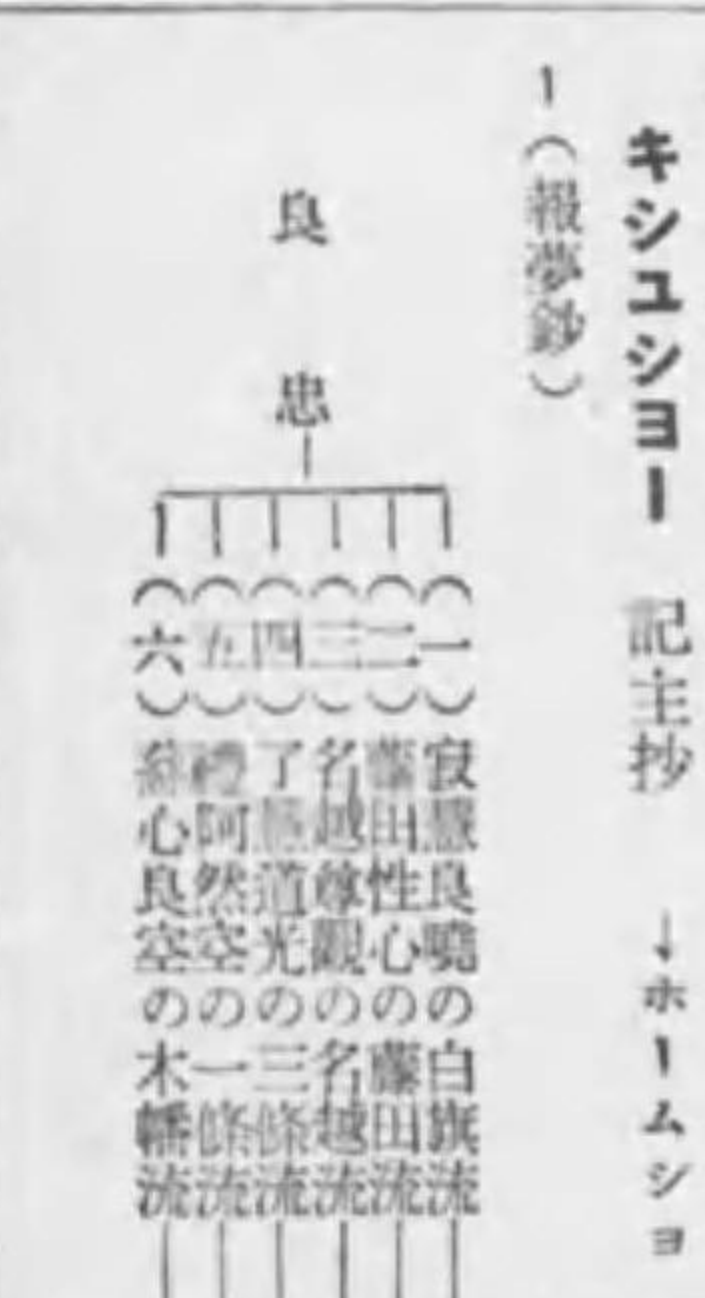 キシユシヨー 記主抄 ↓ホームシヨ
ー(報夢鈔)
良忠
(一)寂慧良曉の白旗流
(二)藤田性心の藤田流
(三)名越尊觀の名越流
(四)了道光の三條流
(五)禮阿然空の一條流
(六)心良空の木幡流